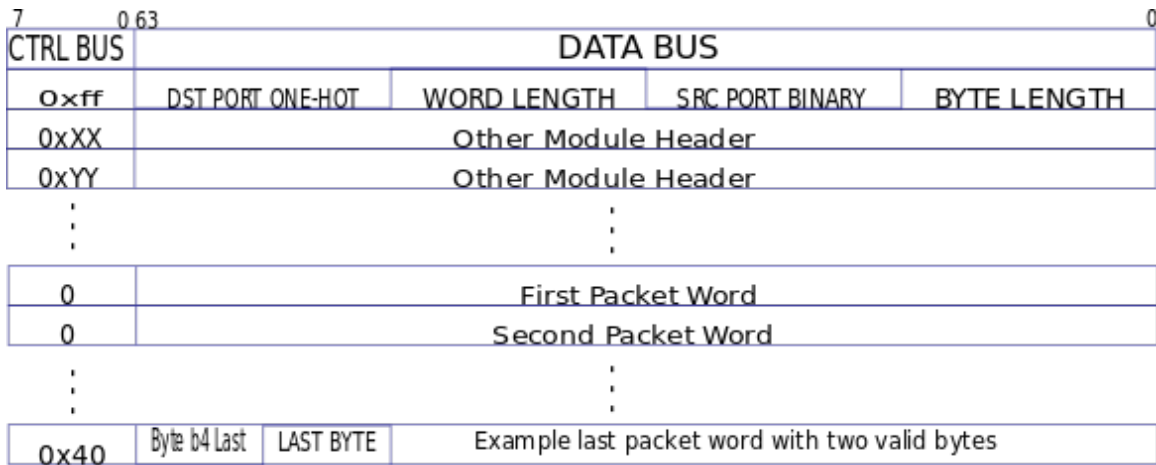 7 0 63 0
CTRL BUS DATA BUS
0xff DST PORT ONE-HOT WORD LENGTH SRC PORT BINARY BYTE LENGTH
0xXX Other Module Header
0xYY Other Module Header
0 First Packet Word
0 Second Packet Word
0x40 Byte b4 Last LAST BYTE Example last packet word with two valid bytes